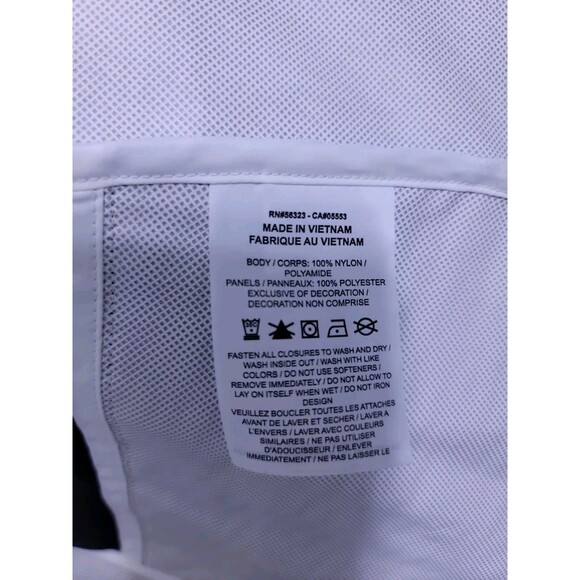 RN#56323 - CA#05553
MADE IN VIETNAM
FABRIQUE AU VIETNAM
BODY / CORPS: 100% NYLON /
POLYAMIDE
PANELS / PANNEAUX: 100% POLYESTER
EXCLUSIVE OF DECORATION /
DECORATION NON COMPRISE
FASTEN ALL CLOSURES TO WASH AND DRY /
WASH INSIDE OUT / WASH WITH LIKE
COLORS / DO NOT USE SOFTENERS /
REMOVE IMMEDIATELY / DO NOT ALLOW TO
LAY ON ITSELF WHEN WET / DO NOT IRON
DESIGN
VEUILLEZ BOUCLER TOUTES LES ATTACHES
AVANT DE LAVER ET SECHER / LAVER A
L'ENVERS / LAVER AVEC COULEURS
SIMILAIRES / NE PAS UTILISER
D'ADOUCISSEUR / ENLEVER
IMMEDIATEMENT / NE PAS LAISSER LE